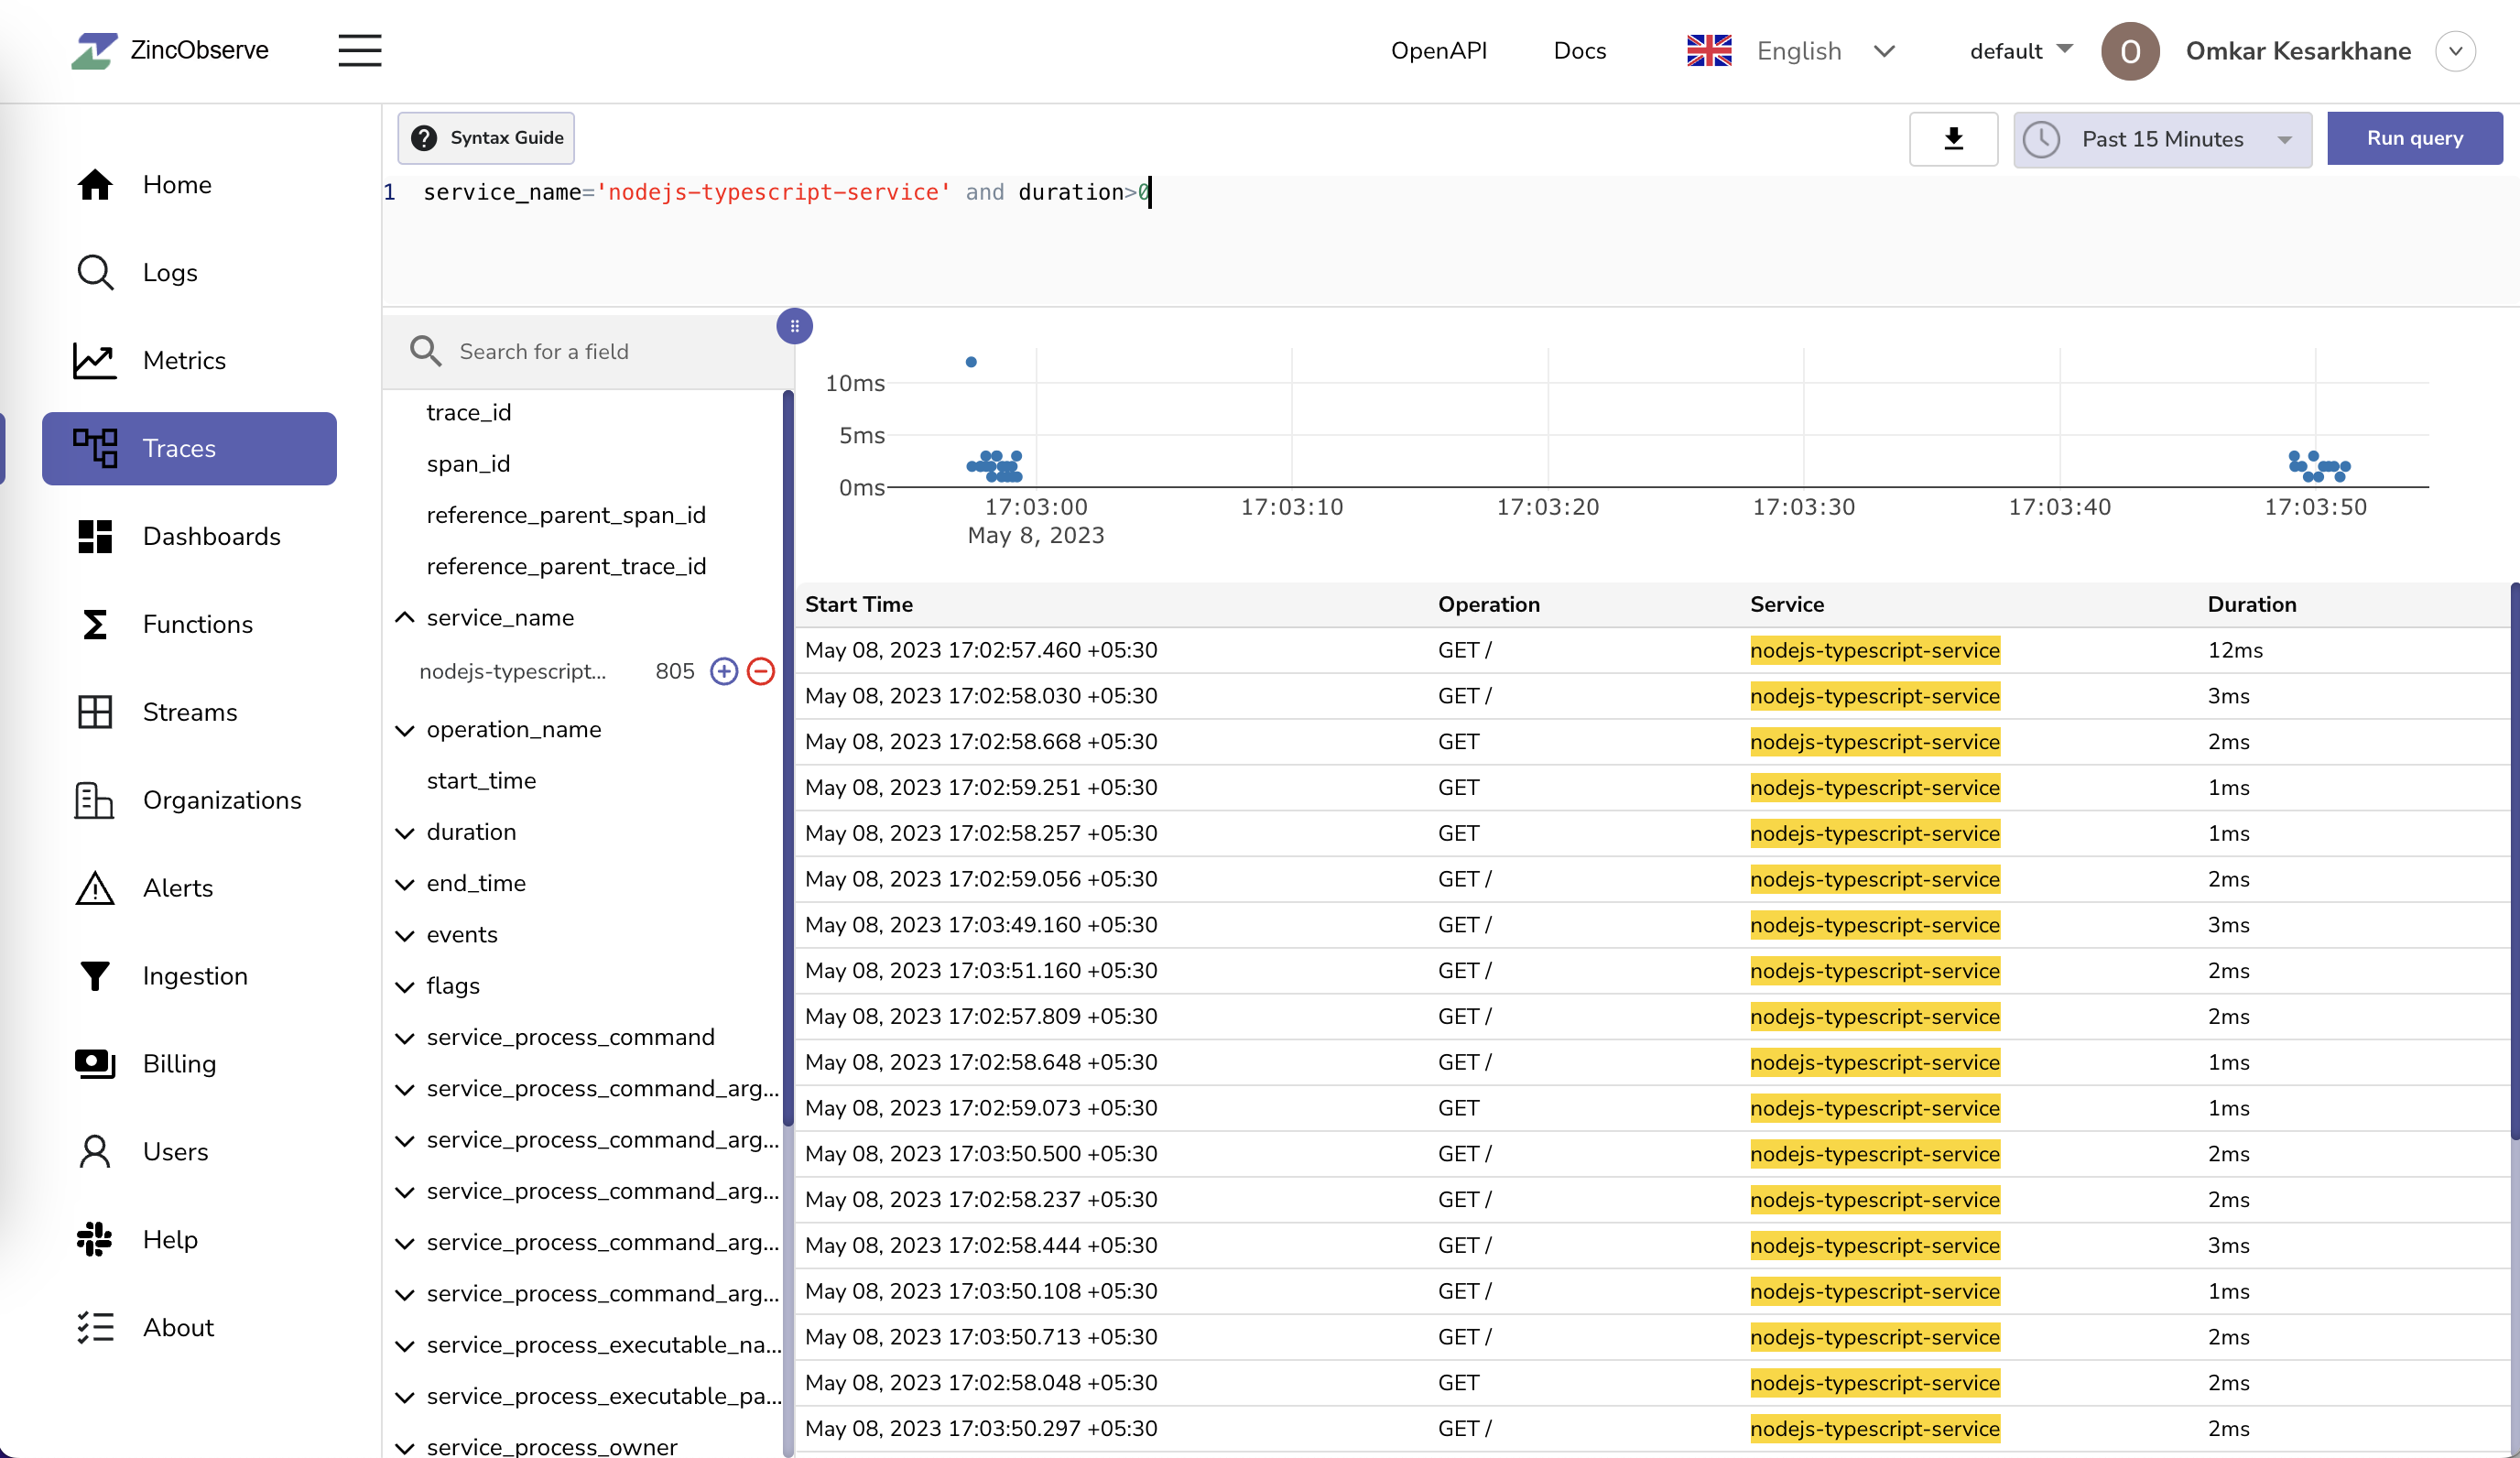 ZincObserve
OpenAPI
Docs
English
default
O
Omkar Kesarkhane
Home
Logs
Metrics
Traces
Dashboards
Functions
Streams
Organizations
Alerts
Ingestion
Billing
Users
Help
About
? Syntax Guide
Past 15 Minutes
Run query
1 service_name='nodejs-typescript-service' and duration>0
Search for a field
trace_id
span_id
reference_parent_span_id
reference_parent_trace_id
service_name
nodejs-typescript... 805
operation_name
start_time
duration
end_time
events
flags
service_process_command
service_process_command_arg...
service_process_command_arg...
service_process_command_arg...
service_process_command_arg...
service_process_command_arg...
service_process_executable_na...
service_process_executable_pa...
service_process_owner
10ms
5ms
0ms
17:03:00 17:03:10 17:03:20 17:03:30 17:03:40 17:03:50
May 8, 2023
Start Time Operation Service Duration
May 08, 2023 17:02:57.460 +05:30 GET / nodejs-typescript-service 12ms
May 08, 2023 17:02:58.030 +05:30 GET / nodejs-typescript-service 3ms
May 08, 2023 17:02:58.668 +05:30 GET nodejs-typescript-service 2ms
May 08, 2023 17:02:59.251 +05:30 GET nodejs-typescript-service 1ms
May 08, 2023 17:02:58.257 +05:30 GET nodejs-typescript-service 1ms
May 08, 2023 17:02:59.056 +05:30 GET / nodejs-typescript-service 2ms
May 08, 2023 17:03:49.160 +05:30 GET / nodejs-typescript-service 3ms
May 08, 2023 17:03:51.160 +05:30 GET / nodejs-typescript-service 2ms
May 08, 2023 17:02:57.809 +05:30 GET / nodejs-typescript-service 2ms
May 08, 2023 17:02:58.648 +05:30 GET / nodejs-typescript-service 1ms
May 08, 2023 17:02:59.073 +05:30 GET nodejs-typescript-service 1ms
May 08, 2023 17:03:50.500 +05:30 GET / nodejs-typescript-service 2ms
May 08, 2023 17:02:58.237 +05:30 GET / nodejs-typescript-service 2ms
May 08, 2023 17:02:58.444 +05:30 GET / nodejs-typescript-service 3ms
May 08, 2023 17:03:50.108 +05:30 GET / nodejs-typescript-service 1ms
May 08, 2023 17:03:50.713 +05:30 GET / nodejs-typescript-service 2ms
May 08, 2023 17:02:58.048 +05:30 GET nodejs-typescript-service 2ms
May 08, 2023 17:03:50.297 +05:30 GET / nodejs-typescript-service 2ms